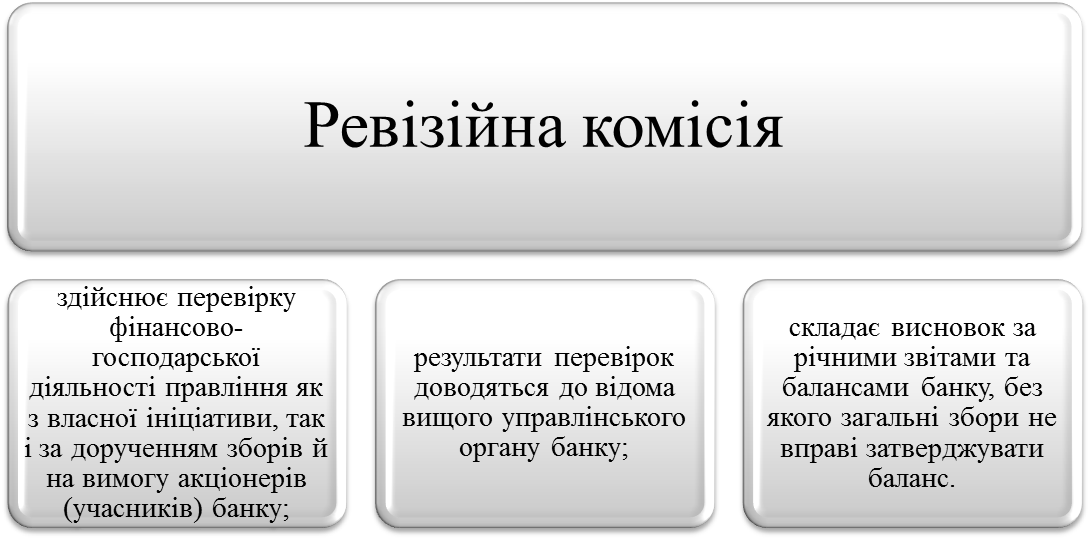 Ревізійна комісія
здійснює перевірку
фінансово-
господарської
діяльності правління як
з власної ініціативи, так
і за дорученням зборів й
на вимогу акціонерів
(учасників) банку;
результати перевірок
доводяться до відома
вищого управлінського
органу банку;
складає висновок за
річними звітами та
балансами банку, без
якого загальні збори не
вправі затверджувати
баланс.